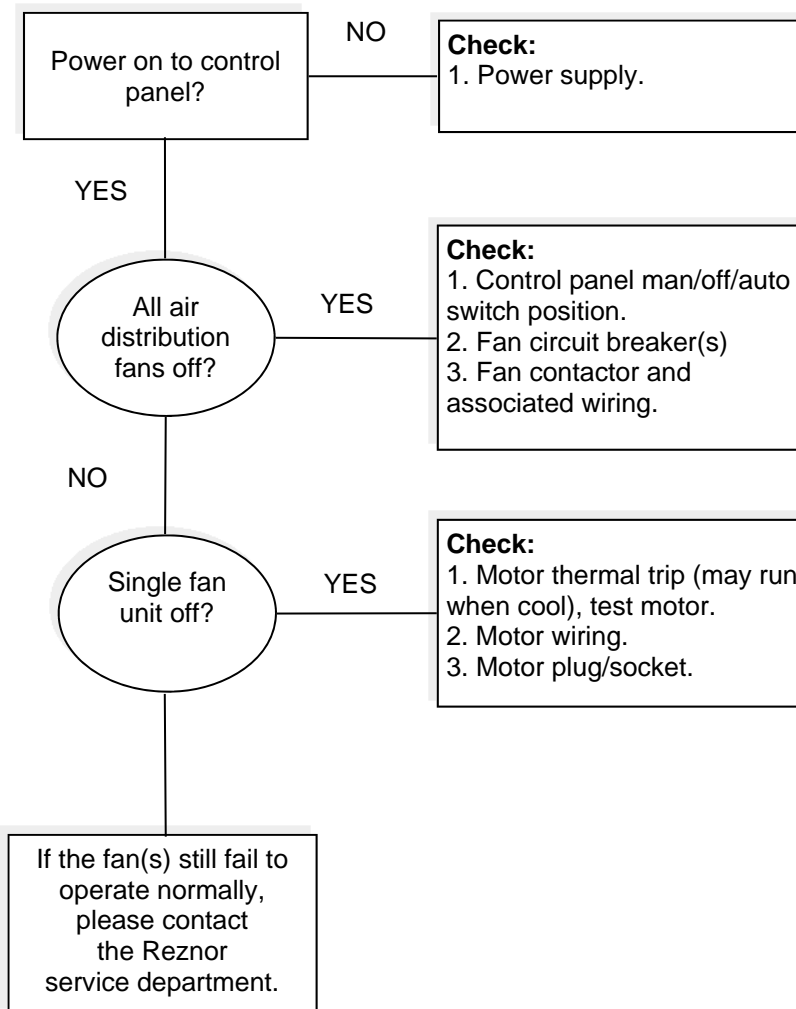 Power on to control
panel?
NO
Check:
1. Power supply.
YES
All air
distribution
fans off?
YES
Check:
1. Control panel man/off/auto
switch position.
2. Fan circuit breaker(s)
3. Fan contactor and
associated wiring.
NO
Single fan
unit off?
YES
Check:
1. Motor thermal trip (may run
when cool), test motor.
2. Motor wiring.
3. Motor plug/socket.
If the fan(s) still fail to
operate normally,
please contact
the Reznor
service department.